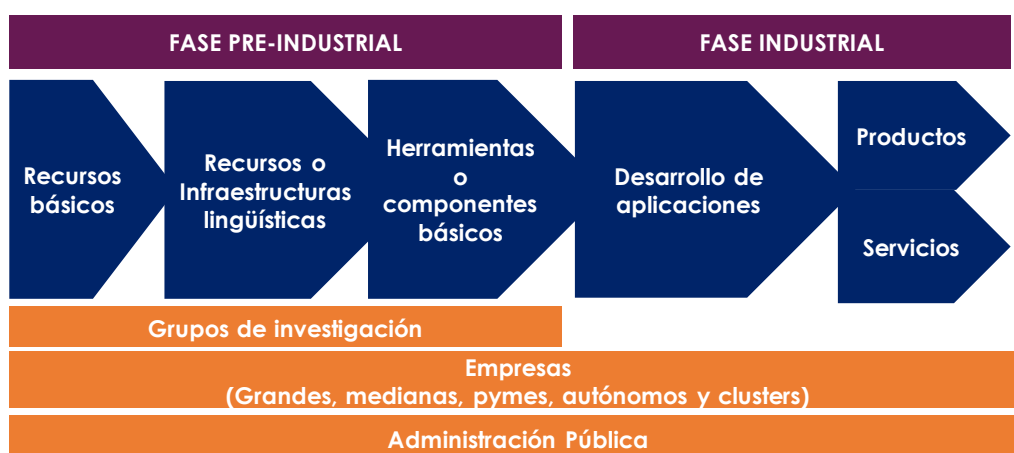 FASE PRE-INDUSTRIAL
FASE INDUSTRIAL
Recursos
básicos
Recursos o
Infraestructuras
lingüísticas
Herramientas
o
componentes
básicos
Desarrollo de
aplicaciones
Productos
Servicios
Grupos de investigación
Empresas
(Grandes, medianas, pymes, autónomos y clusters)
Administración Pública